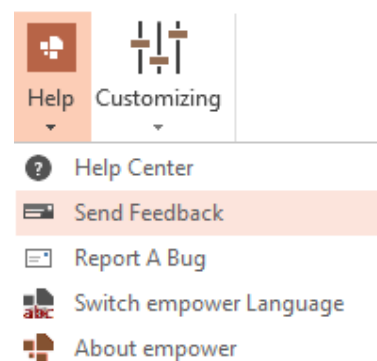 Help Customizing
Help Center
Send Feedback
Report A Bug
abc Switch empower Language
About empower